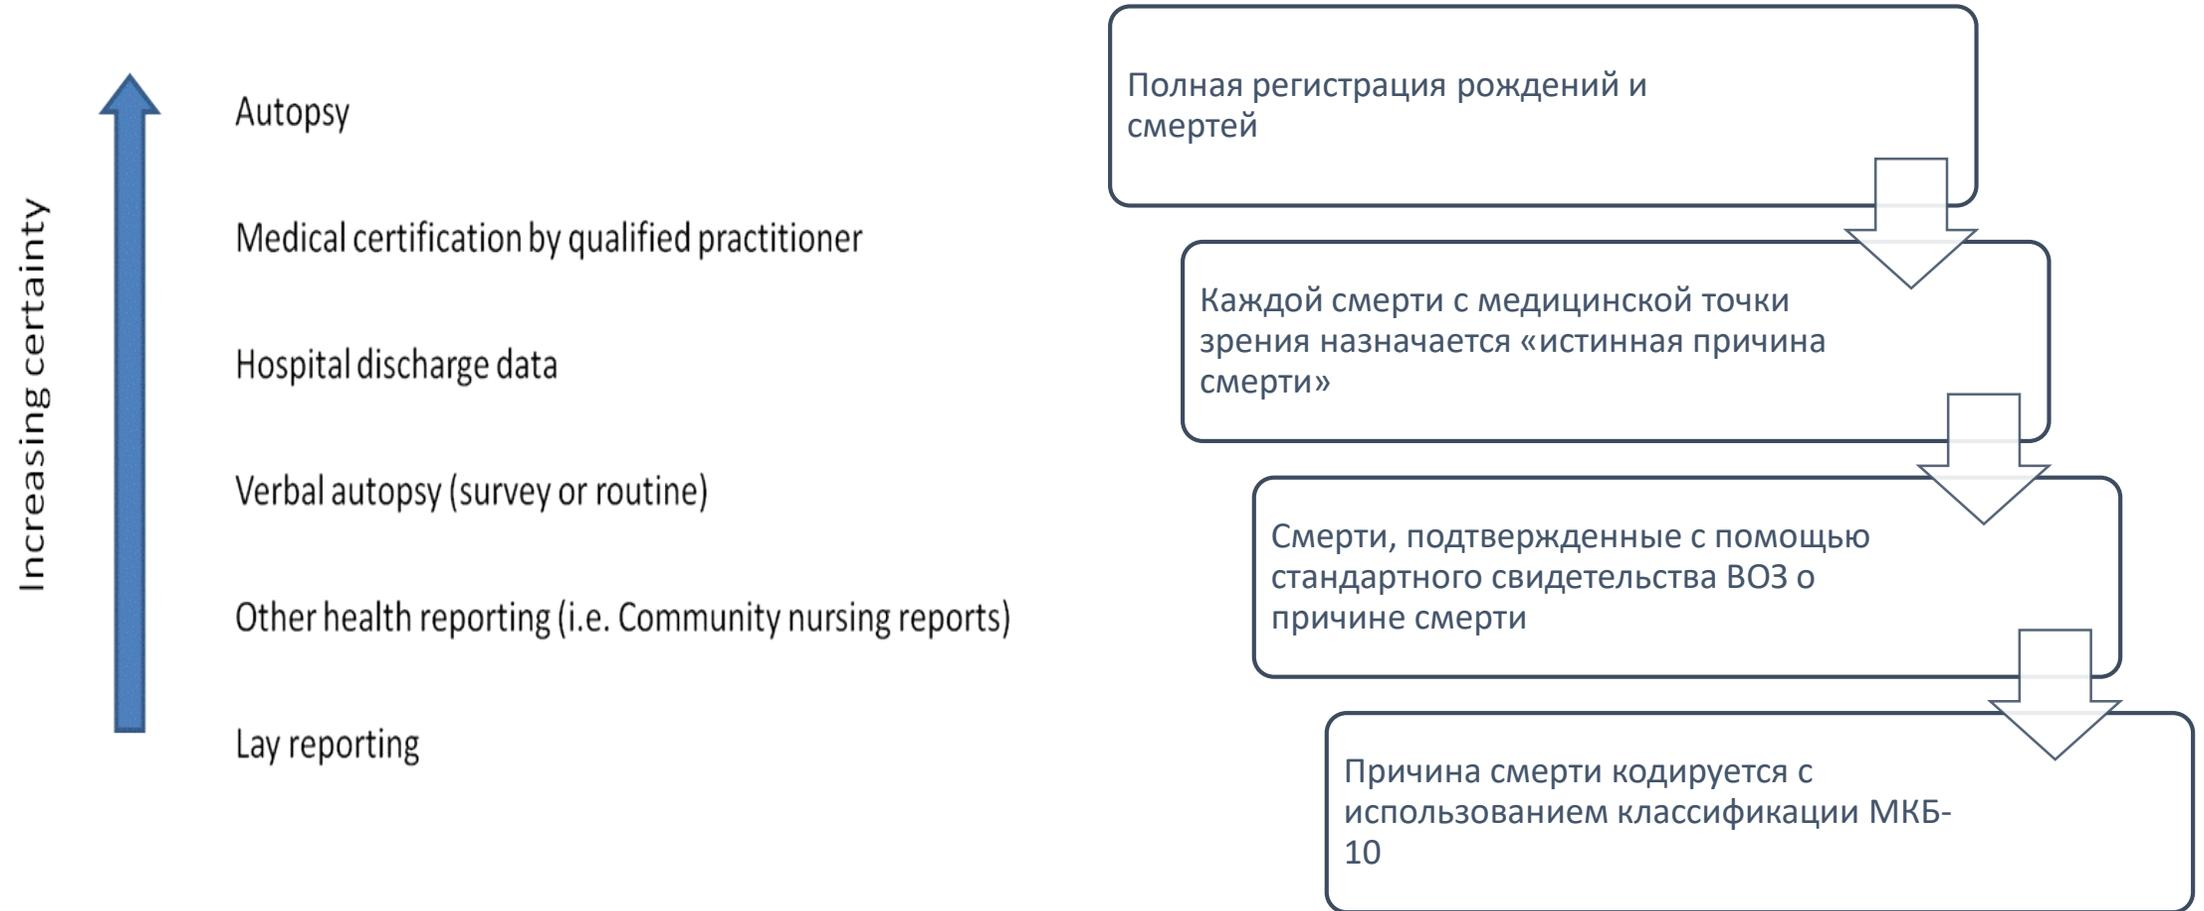 Increasing certainty
Autopsy
Medical certification by qualified practitioner
Hospital discharge data
Verbal autopsy (survey or routine)
Other health reporting (i.e. Community nursing reports)
Lay reporting
Полная регистрация рождений и
смертей
Каждой смерти с медицинской точки
зрения назначается «истинная причина
смерти»
Смерти, подтвержденные с помощью
стандартного свидетельства ВОЗ о
причине смерти
Причина смерти кодируется с
использованием классификации МКБ-
10